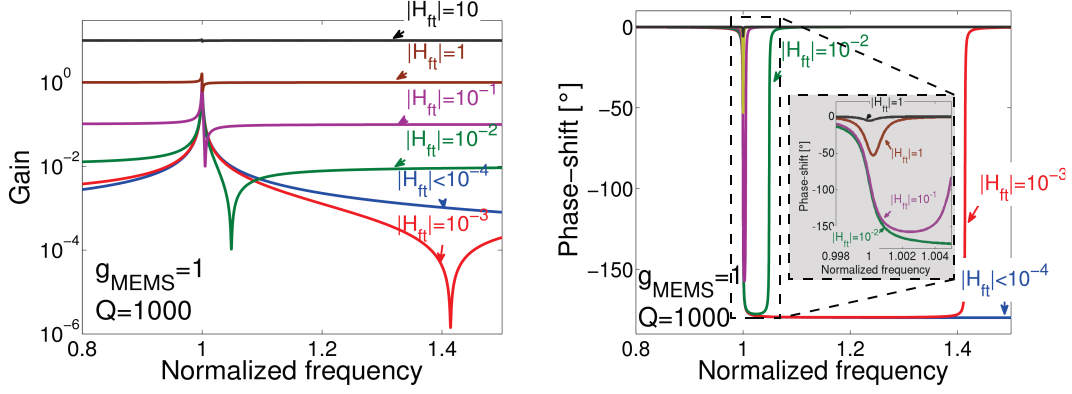 |H_ft|=10
|H_ft|=1
|H_ft|=10^-1
|H_ft|=10^-2
|H_ft|<10^-4
|H_ft|=10^-3
g_MEMS=1
Q=1000
10^0
10^-2
10^-4
10^-6
Gain
0.8 1 1.2 1.4
Normalized frequency
|H_ft|=10^-2
|H_ft|=10^-3
|H_ft|<10^-4
g_MEMS=1
Q=1000
0
−50
−100
−150
Phase−shift [°]
0.8 1 1.2 1.4
Normalized frequency
|H_ft|=1
|H_ft|=1
|H_ft|=10^-1
|H_ft|=10^-2
0
-50
-100
-150
Phase-shift [°]
0.998 1 1.002 1.004
Normalized frequency